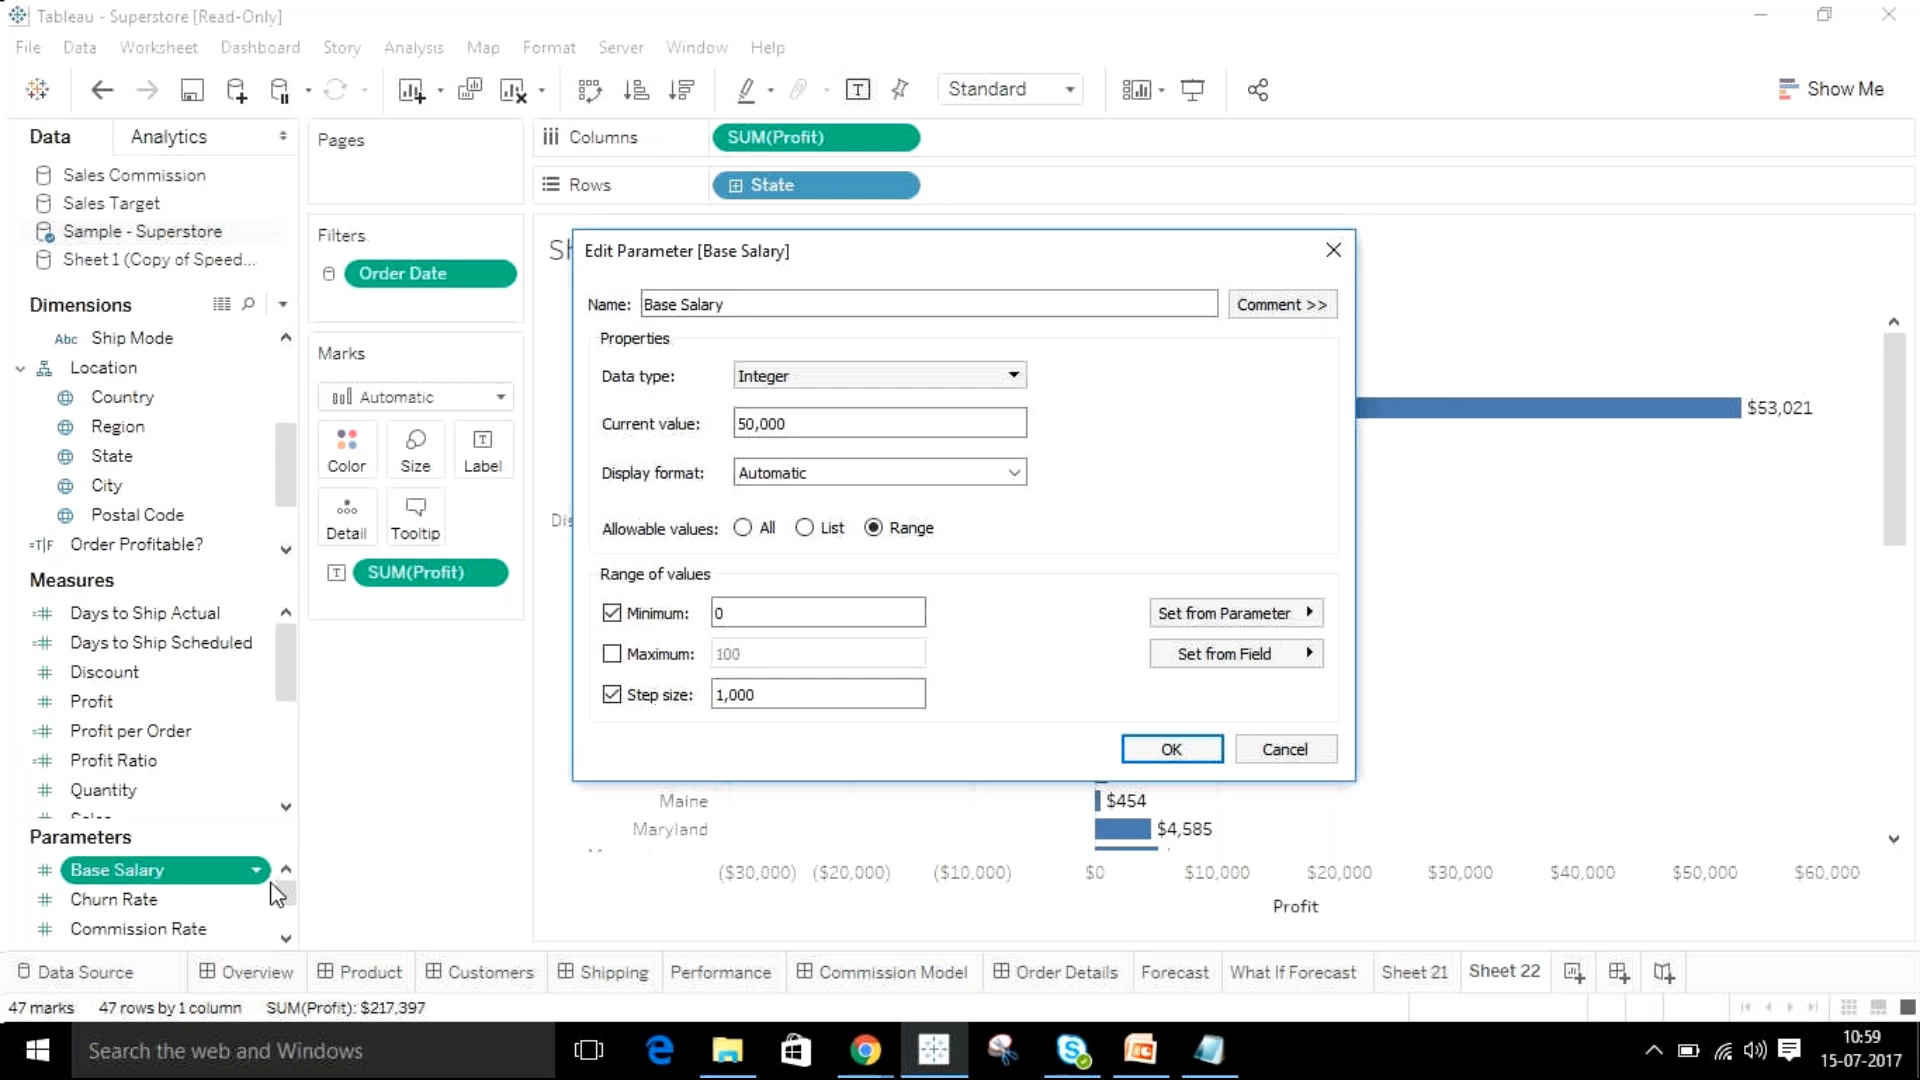 Tableau - Superstore [Read-Only]
File Data Worksheet Dashboard Story Analysis Map Format Server Window Help
Standard
Show Me
Data
Analytics
Sales Commission
Sales Target
Sample - Superstore
Sheet1 (Copy of Speed...
Dimensions
Abc Ship Mode
Location
Country
Region
State
City
Postal Code
=T|F Order Profitable?
Measures
=# Days to Ship Actual
=# Days to Ship Scheduled
# Discount
# Profit
=# Profit per Order
=# Profit Ratio
# Quantity
Parameters
# Base Salary
# Churn Rate
# Commission Rate
Pages
Filters
Order Date
Marks
Automatic
Color
Size
Label
Detail
Tooltip
T SUM(Profit)
Columns
SUM(Profit)
Rows
State
Sh
Dis
Edit Parameter [Base Salary]
Name: Base Salary
Comment >>
Properties
Data type: Integer
Current value: 50,000
Display format: Automatic
Allowable values: All List Range
Range of values
Minimum: 0
Set from Parameter
Maximum: 100
Set from Field
Step size: 1,000
OK
Cancel
$53,021
Maine
$454
Maryland
$4,585
($30,000) ($20,000) ($10,000) $0 $10,000 $20,000 $30,000 $40,000 $50,000 $60,000
Profit
Data Source
Overview
Product
Customers
Shipping
Performance
Commission Model
Order Details
Forecast
What If Forecast
Sheet 21
Sheet 22
47 marks 47 rows by 1 column SUM(Profit): $217,397
Search the web and Windows
10:59
15-07-2017